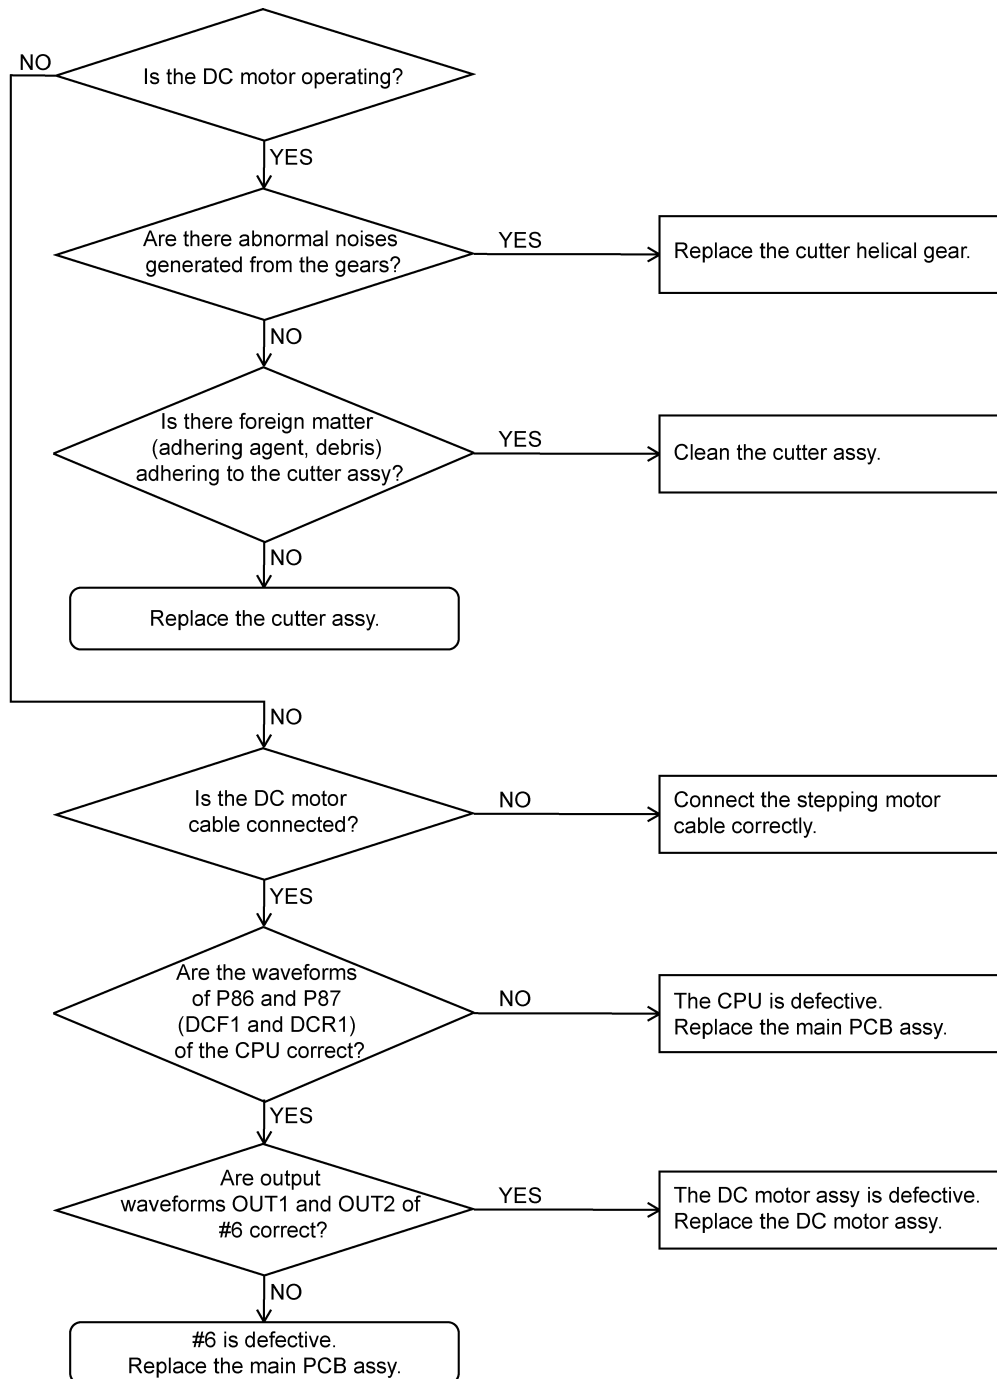 NO
Is the DC motor operating?
YES
Are there abnormal noises
generated from the gears?
YES
Replace the cutter helical gear.
NO
Is there foreign matter
(adhering agent, debris)
adhering to the cutter assy?
YES
Clean the cutter assy.
NO
Replace the cutter assy.
NO
Is the DC motor
cable connected?
NO
Connect the stepping motor
cable correctly.
YES
Are the waveforms
of P86 and P87
(DCF1 and DCR1)
of the CPU correct?
NO
The CPU is defective.
Replace the main PCB assy.
YES
Are output
waveforms OUT1 and OUT2 of
#6 correct?
YES
The DC motor assy is defective.
Replace the DC motor assy.
NO
#6 is defective.
Replace the main PCB assy.